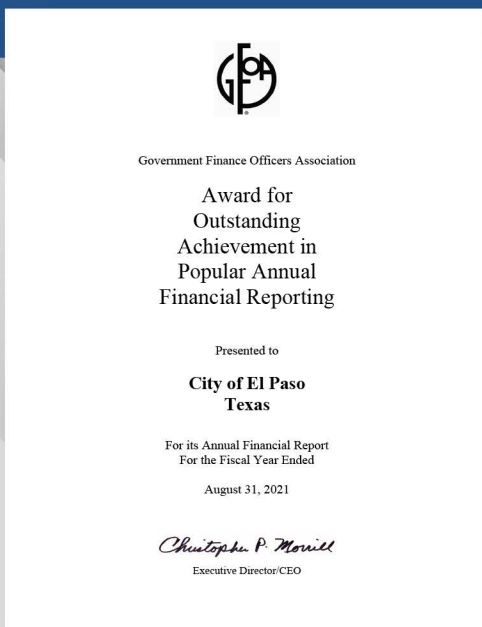 GFOA
Government Finance Officers Association
Award for
Outstanding
Achievement in
Popular Annual
Financial Reporting
Presented to
City of El Paso
Texas
For its Annual Financial Report
For the Fiscal Year Ended
August 31, 2021
Christopher P. Morrill
Executive Director/CEO